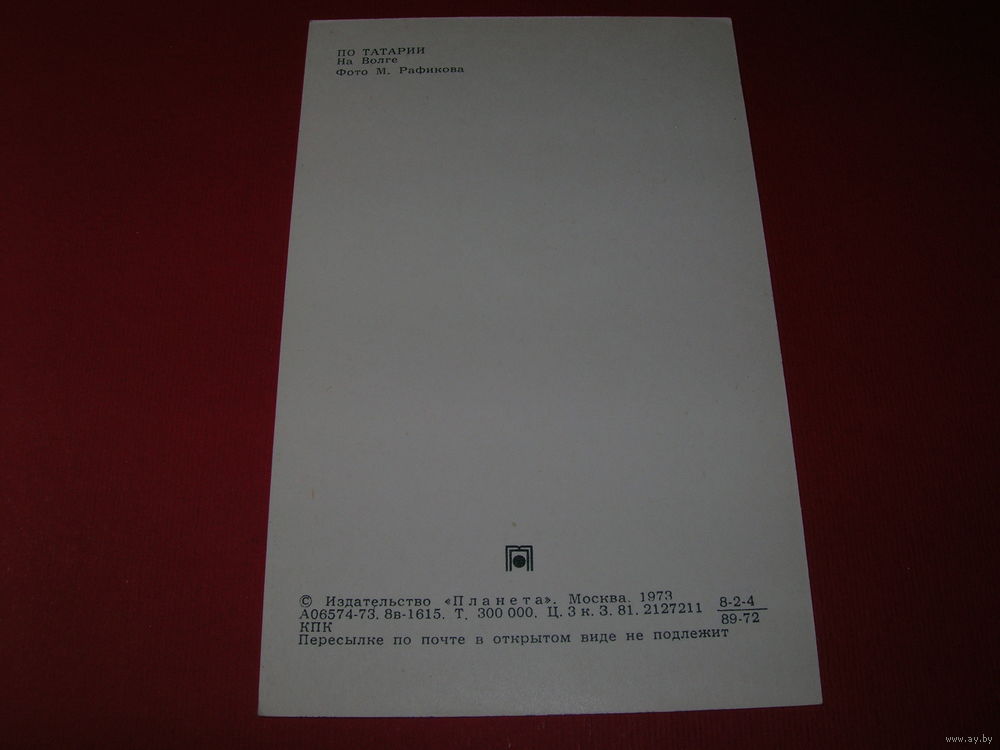 ПО ТАТАРИИ
На Волге
Фото М. Рафикова
© Издательство «Планета». Москва. 1973
А06574-73. 8в-1615. Т. 300 000. Ц. 3 к. З. 81. 2127211 8-2-4
89-72
КПК
Пересылке по почте в открытом виде не подлежит
www.ay.by